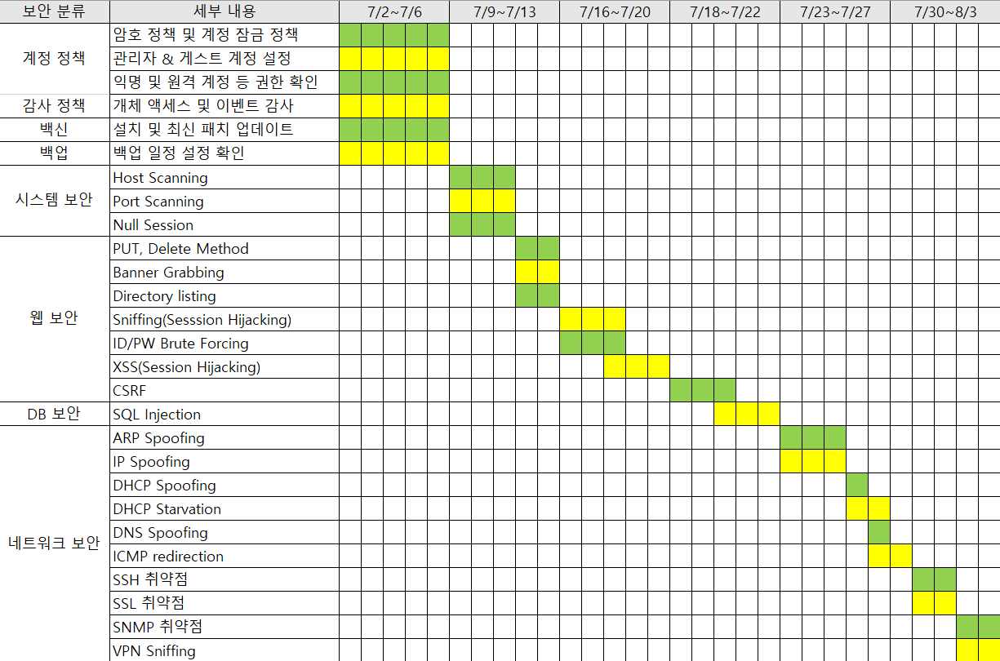 보안 분류 세부 내용 7/2~7/6 7/9~7/13 7/16~7/20 7/18~7/22 7/23~7/27 7/30~8/3
계정 정책 암호 정책 및 계정 잠금 정책
관리자 & 게스트 계정 설정
익명 및 원격 계정 등 권한 확인
감사 정책 개체 액세스 및 이벤트 감사
백신 설치 및 최신 패치 업데이트
백업 백업 일정 설정 확인
시스템 보안 Host Scanning
Port Scanning
Null Session
웹 보안 PUT, Delete Method
Banner Grabbing
Directory listing
Sniffing(Sesssion Hijacking)
ID/PW Brute Forcing
XSS(Session Hijacking)
CSRF
DB 보안 SQL Injection
네트워크 보안 ARP Spoofing
IP Spoofing
DHCP Spoofing
DHCP Starvation
DNS Spoofing
ICMP redirection
SSH 취약점
SSL 취약점
SNMP 취약점
VPN Sniffing